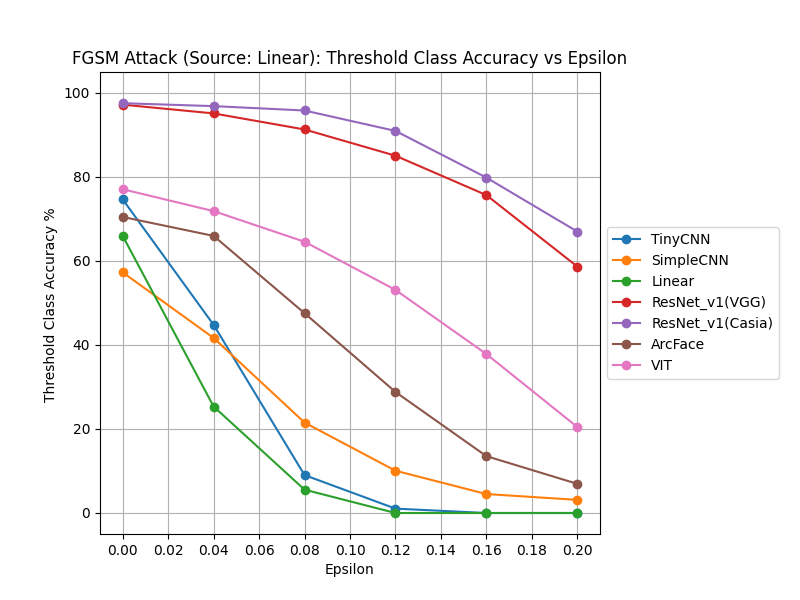 FGSM Attack (Source: Linear): Threshold Class Accuracy vs Epsilon
100
80
60
40
20
0
Threshold Class Accuracy %
0.00 0.02 0.04 0.06 0.08 0.10 0.12 0.14 0.16 0.18 0.20
Epsilon
TinyCNN
SimpleCNN
Linear
ResNet_v1(VGG)
ResNet_v1(Casia)
ArcFace
VIT